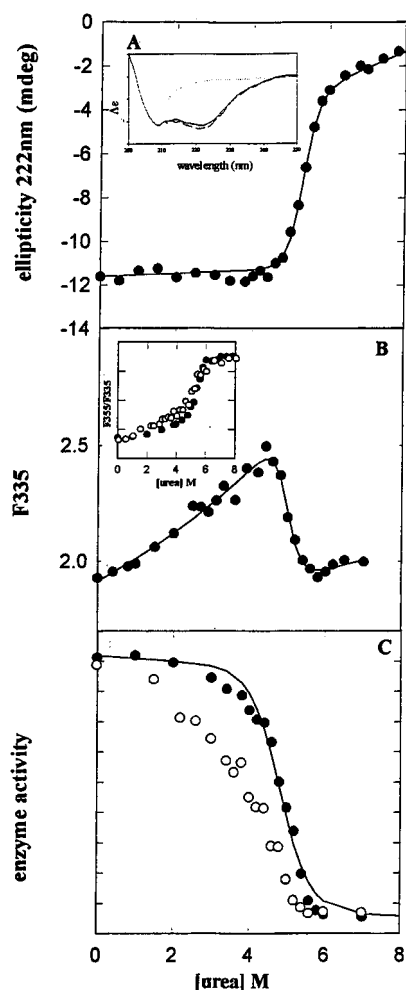 0
-2
-4
-6
-8
-10
-12
-14
ellipticity 222nm (mdeg)
A
Δε
wavelength (nm)
B
2.5
2.0
F335
F355/F335
0 2 4 6 8
[urea] M
C
enzyme activity
0 2 4 6 8
[urea] M